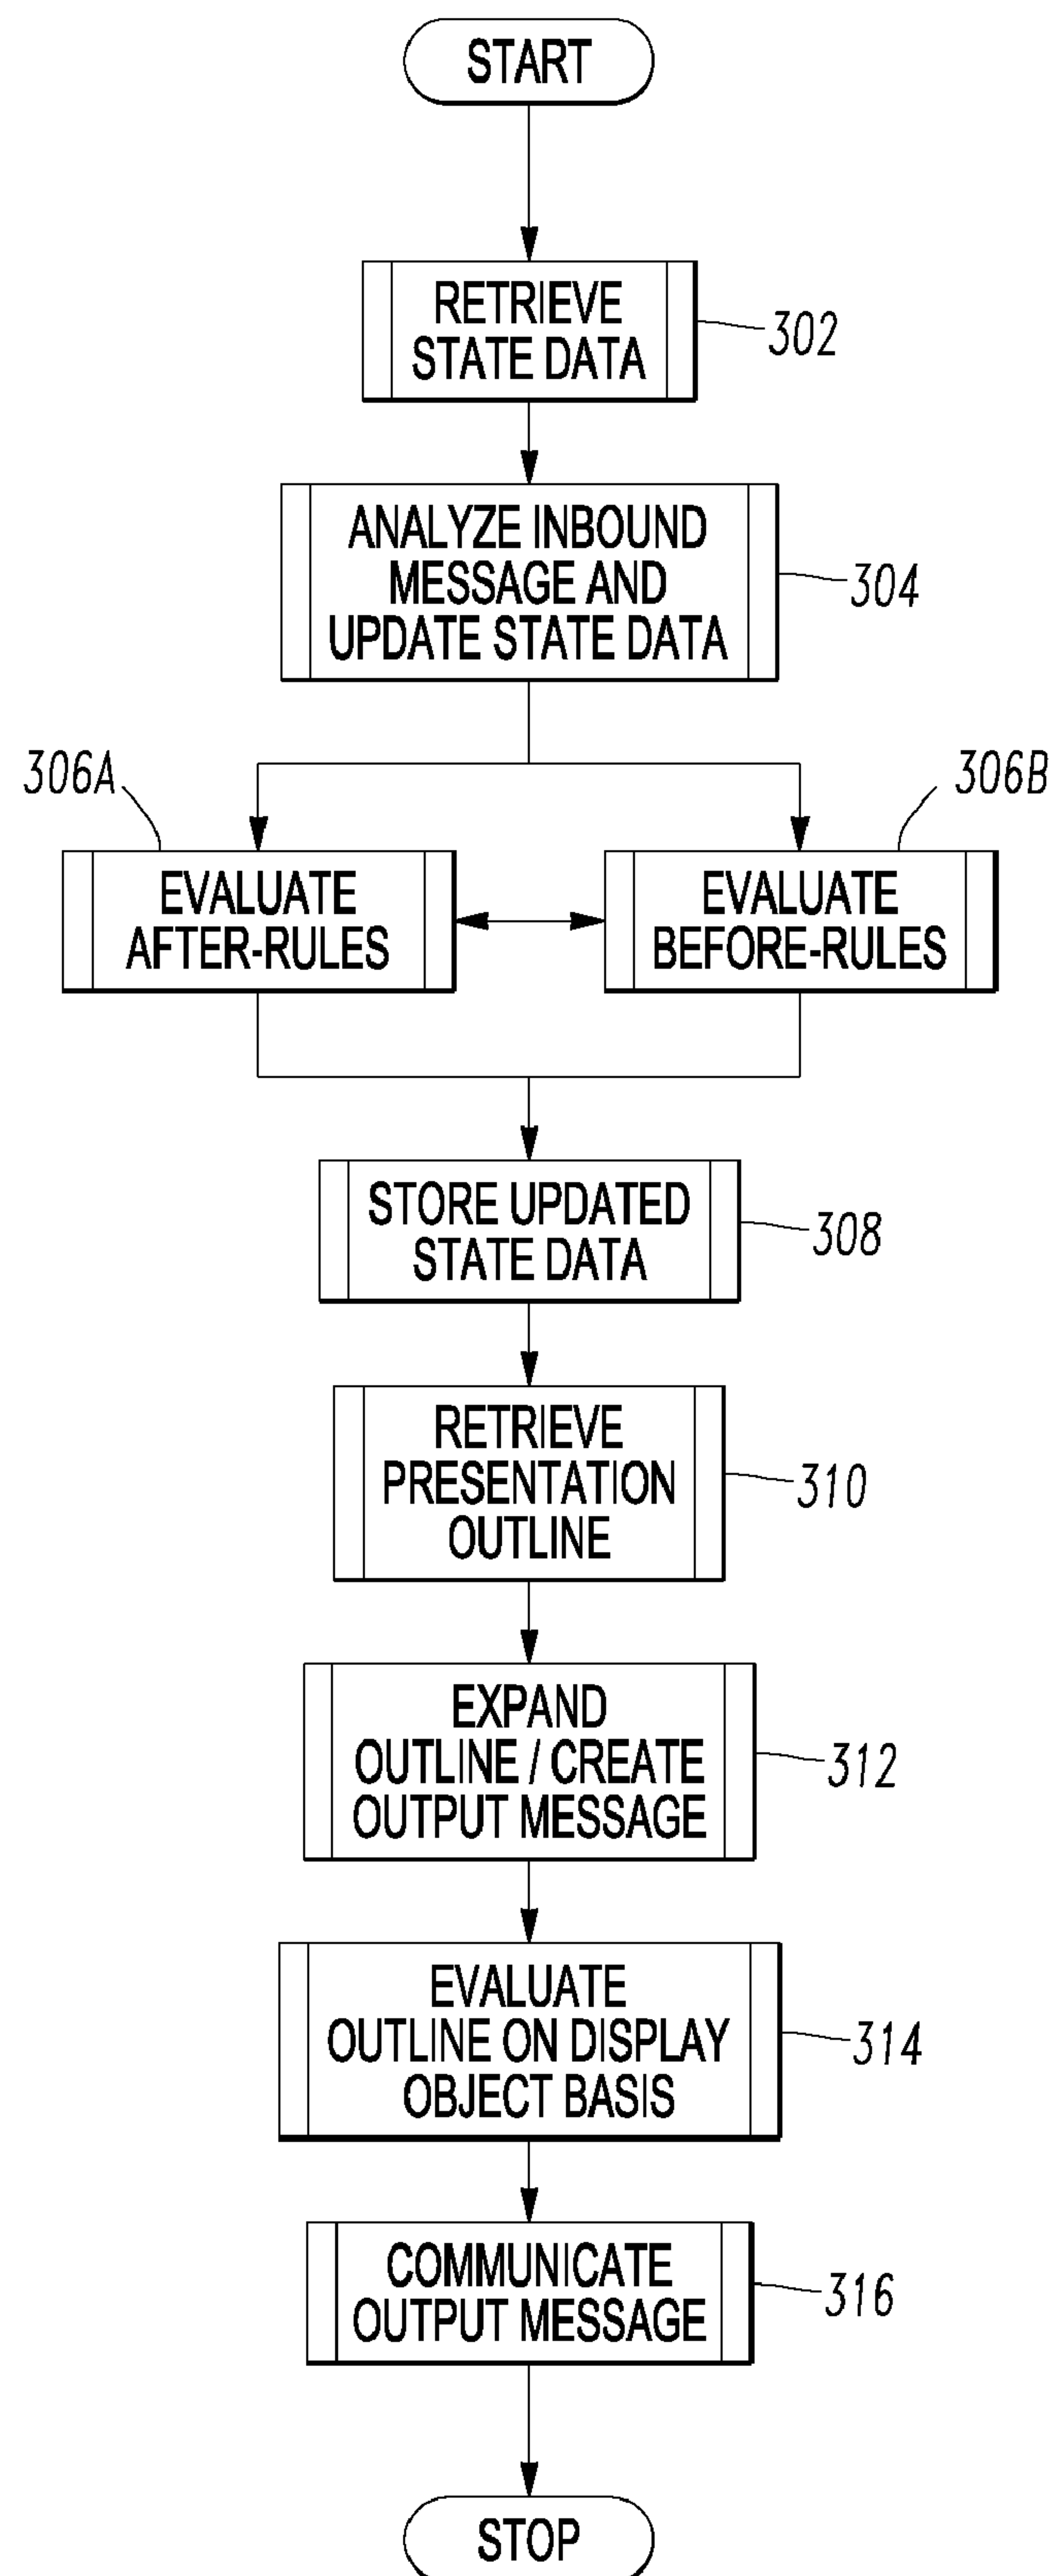 START
RETRIEVE
STATE DATA
302
ANALYZE INBOUND
MESSAGE AND
UPDATE STATE DATA
304
306A
306B
EVALUATE
AFTER-RULES
EVALUATE
BEFORE-RULES
STORE UPDATED
STATE DATA
308
RETRIEVE
PRESENTATION
OUTLINE
310
EXPAND
OUTLINE / CREATE
OUTPUT MESSAGE
312
EVALUATE
OUTLINE ON DISPLAY
OBJECT BASIS
314
COMMUNICATE
OUTPUT MESSAGE
316
STOP